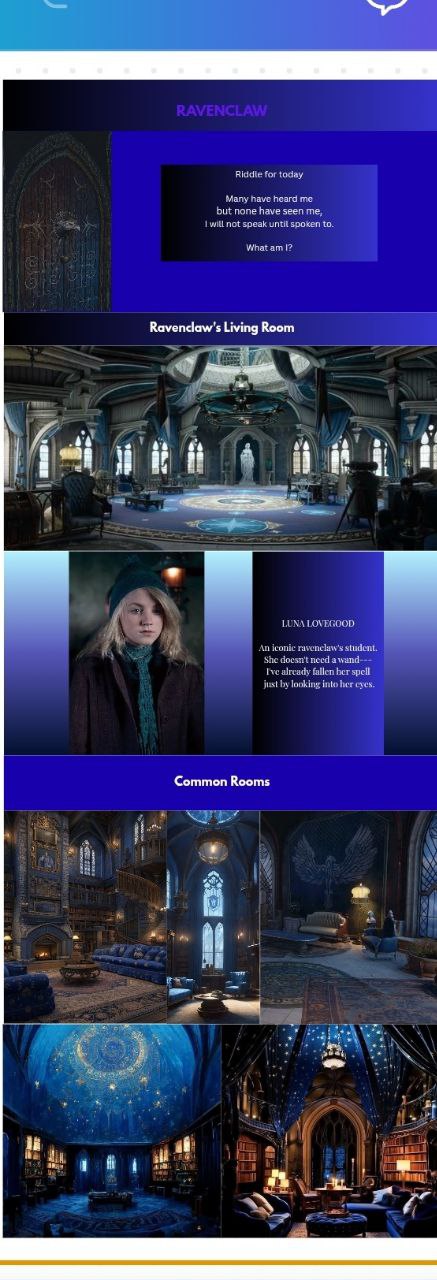 RAVENCLAW
Riddle for today
Many have heard me
but none have seen me,
I will not speak until spoken to.
What am I?
Ravenclaw's Living Room
LUNA LOVEGOOD
An iconic ravenclaw's student.
She doesn't need a wand---
I've already fallen her spell
just by looking into her eyes.
Common Rooms